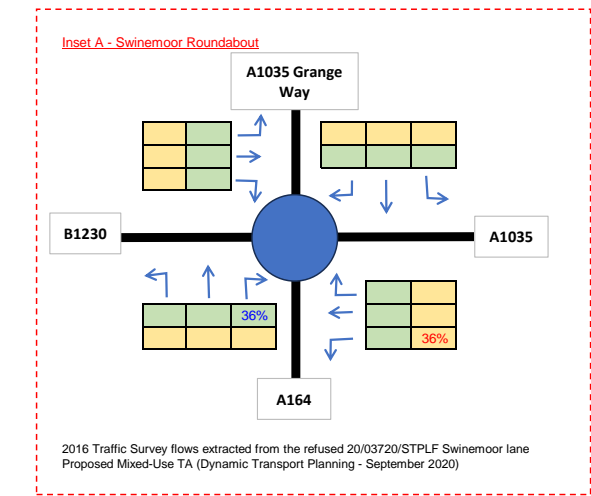 Inset A - Swinemoor Roundabout
A1035 Grange
Way
B1230
A1035
36%
36%
A164
2016 Traffic Survey flows extracted from the refused 20/03720/STPLF Swinemoor lane
Proposed Mixed-Use TA (Dynamic Transport Planning - September 2020)